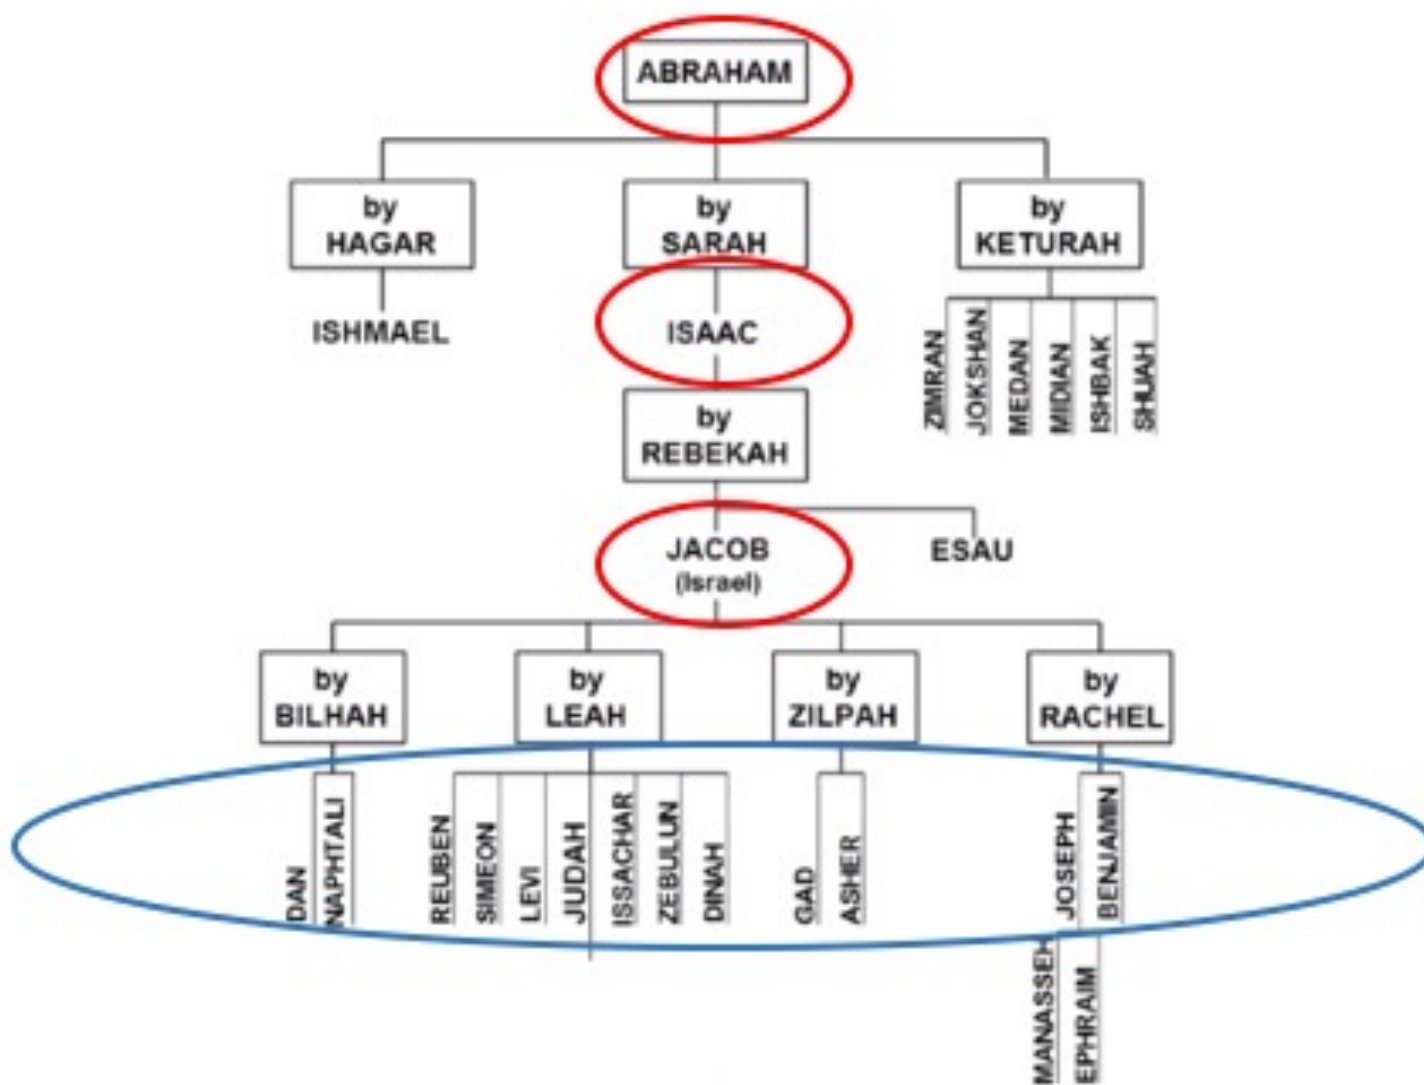 ABRAHAM
by
HAGAR
by
SARAH
by
KETURAH
ISHMAEL
ISAAC
ZIMRAN
JOKSHAN
MEDAN
MIDIAN
ISHBAK
SHUAH
by
REBEKAH
JACOB
(Israel)
ESAU
by
BILHAH
by
LEAH
by
ZILPAH
by
RACHEL
DAN
NAPHTALI
REUBEN
SIMEON
LEVI
JUDAH
ISSACHAR
ZEBULUN
DINAH
GAD
ASHER
JOSEPH
BENJAMIN
MANASSEH
EPHRAIM